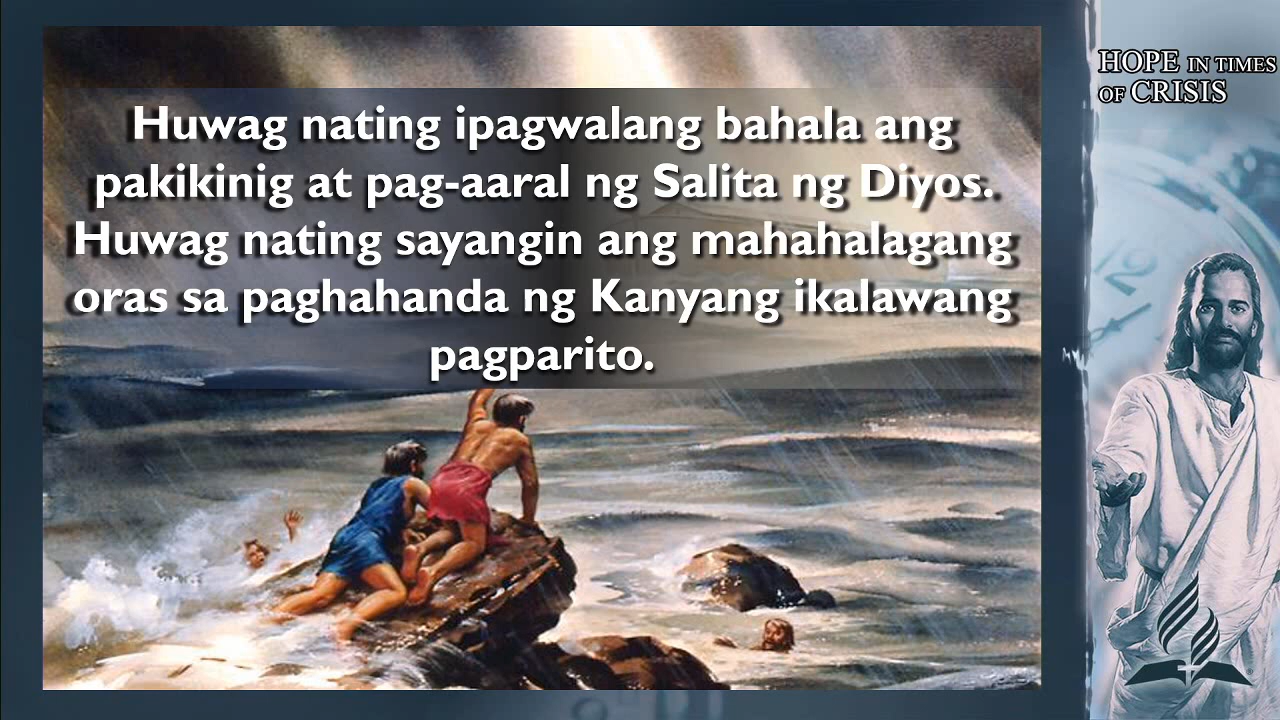 Huwag nating ipagwalang bahala ang
pakikinig at pag-aaral ng Salita ng Diyos.
Huwag nating sayangin ang mahahalagang
oras sa paghahanda ng Kanyang ikalawang
pagparito.
HOPE IN TIMES
OF CRISIS
12